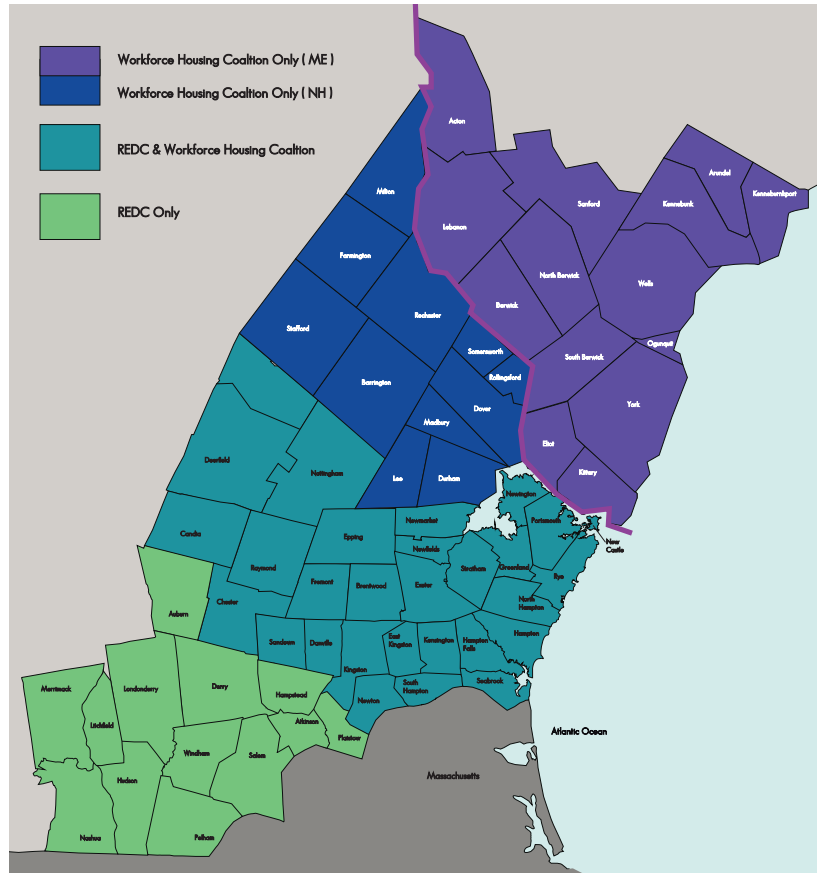 Workforce Housing Coaltion Only ( ME )
Workforce Housing Coaltion Only ( NH )
REDC & Workforce Housing Coaltion
REDC Only
Acton
Milton
Lebanon
Sanford
Arundel
Kennebunk
Kennebernkport
Farmington
Rochester
North Berwick
Wells
Berwick
Stafford
Somersworth
Rollingsford
South Berwick
Ogunquit
Barrington
Dover
Madbury
York
Eliot
Kittery
Deerfield
Nottingham
Lee
Durham
Newington
Portsmouth
New
Castle
Candia
Epping
Newmarket
Newfields
Raymond
Fremont
Brentwood
Exeter
Stratham
Greenland
Rye
North
Hampton
Auburn
Chester
Sandown
Danville
Kingston
East
Kingston
Kensington
Hampton
Falls
Hampton
Seabrook
South
Hampton
Newton
Merrimack
Litchfield
Londonderry
Derry
Hampstead
Atkinson
Plaistow
Windham
Salem
Hudson
Nashua
Pelham
Massachusetts
Atlantic Ocean